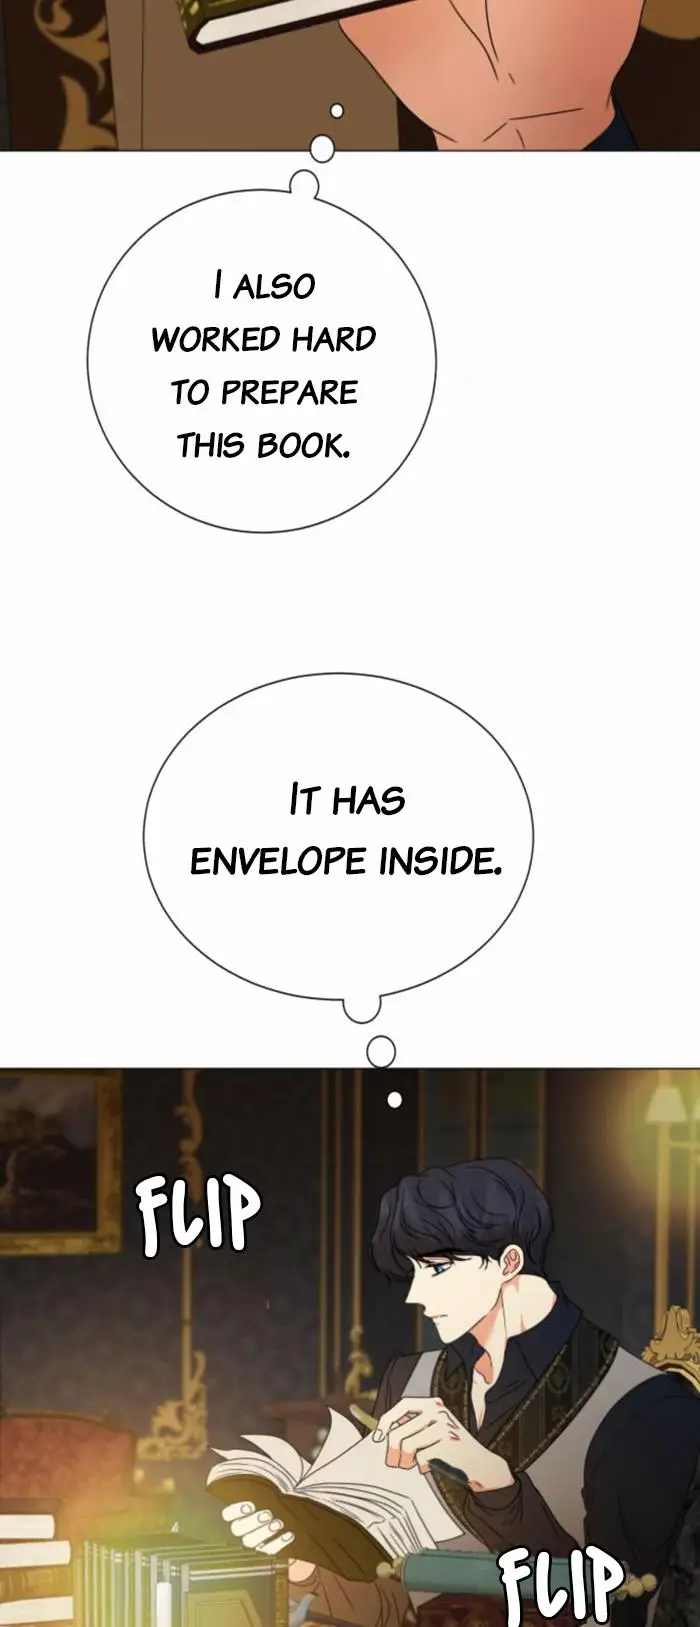 I ALSO
WORKED HARD
TO PREPARE
THIS BOOK.
IT HAS
ENVELOPE INSIDE.
FLIP
FLIP